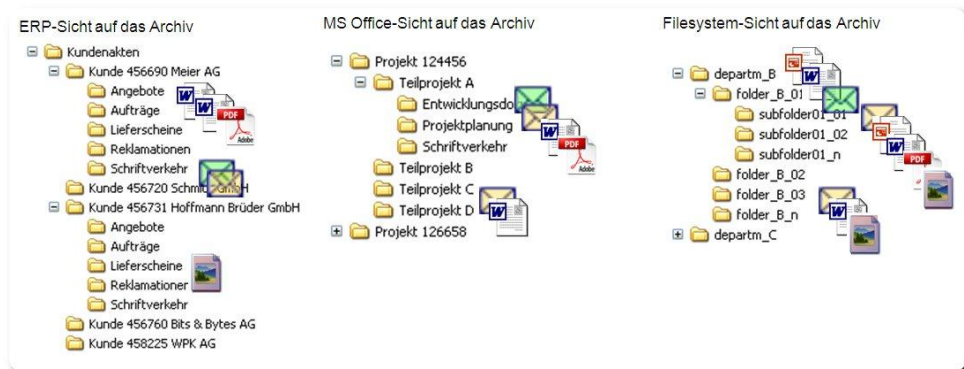 ERP-Sicht auf das Archiv
Kundenakten
Kunde 456690 Meier AG
Angebote
Aufträge
Lieferscheine
Reklamationen
Schriftverkehr
Kunde 456720 Schmidt GmbH
Kunde 456731 Hoffmann Brüder GmbH
Angebote
Aufträge
Lieferscheine
Reklamationen
Schriftverkehr
Kunde 456760 Bits & Bytes AG
Kunde 458225 WPK AG
W
W
PDF
Adobe
MS Office-Sicht auf das Archiv
Projekt 124456
Teilprojekt A
Entwicklungsdo
Projektplanung
Schriftverkehr
Teilprojekt B
Teilprojekt C
Teilprojekt D
Projekt 126658
W
PDF
Adobe
W
Filesystem-Sicht auf das Archiv
departm_B
folder_B_01
subfolder01_01
subfolder01_02
subfolder01_n
folder_B_02
folder_B_03
folder_B_n
departm_C
W
W
PDF
W